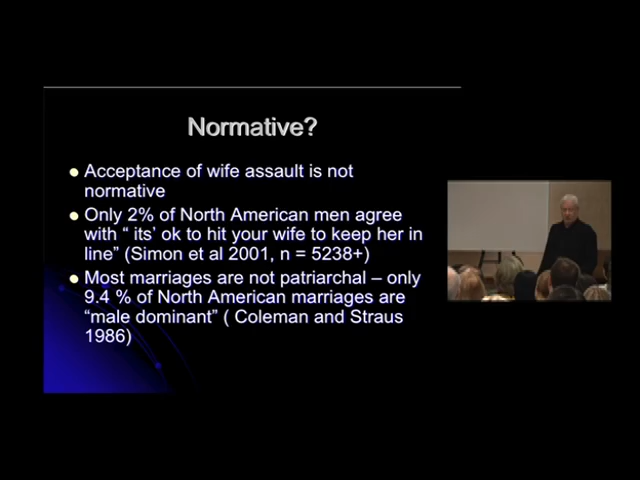 Normative?
Acceptance of wife assault is not
normative
Only 2% of North American men agree
with “ its’ ok to hit your wife to keep her in
line” (Simon et al 2001, n = 5238+)
Most marriages are not patriarchal – only
9.4 % of North American marriages are
“male dominant” ( Coleman and Straus
1986)